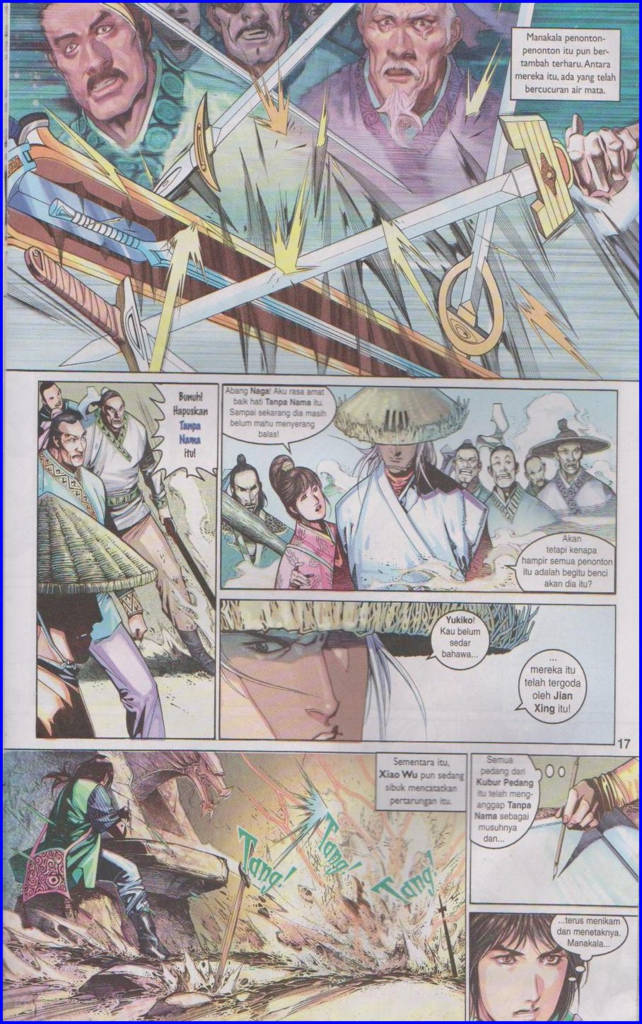 Manakala penonton-
penonton itu pun ber-
tambah terharu. Antara
mereka itu, ada yang telah
bercucuran air mata.
Bunuh!
Hapuskan
Tanpa
Nama
itu!
Abang Naga! Aku rasa amat
baik hati Tanpa Nama itu.
Sampai sekarang dia masih
belum mahu menyerang
balas!
Akan
tetapi kenapa
hampir semua penonton
itu adalah begitu benci
akan dia itu?
Yukiko!
Kau belum
sedar
bahawa...
...
mereka itu
telah tergoda
oleh Jian
Xing itu!
17
Sementara itu,
Xiao Wu pun sedang
sibuk mencatatkan
pertarungan itu.
Tang!
Tang!
Tang!
Semua
pedang dari
Kubur Pedang
itu telah meng-
anggap Tanpa
Nama sebagai
musuhnya
dan...
...terus menikam
dan menetaknya.
Manakala...